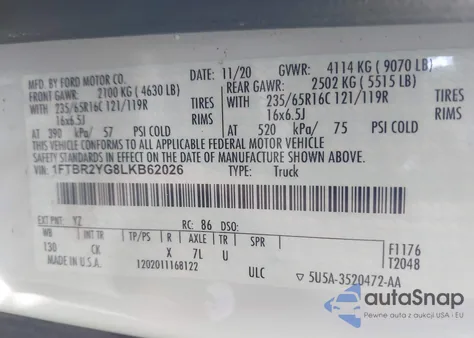 MFD. BY FORD MOTOR CO. DATE: 11/20 GVWR: 4114 KG ( 9070 LB)
FRONT GAWR: 2100 KG ( 4630 LB) REAR GAWR: 2502 KG ( 5515 LB)
WITH 235/65R16C 121/119R TIRES WITH 235/65R16C 121/119R TIRES
16x6.5J RIMS 16x6.5J RIMS
AT 390 kPa/ 57 PSI COLD AT 520 kPa/ 75 PSI COLD
THIS VEHICLE CONFORMS TO ALL APPLICABLE FEDERAL MOTOR VEHICLE
SAFETY STANDARDS IN EFFECT ON THE DATE OF MANUFACTURE SHOWN ABOVE.
VIN: 1FTBR2YG8LKB62026 TYPE: Truck
EXT PNT: YZ RC: 86 DSO:
WB INT TR TP/PS R AXLE TR SPR F1176
130 CK X 7L U T2048
MADE IN U.S.A. 1202011168122 ULC ▽ 5U5A-3520472-AA
autoSnap
Pewne auta z aukcji w USA i EU